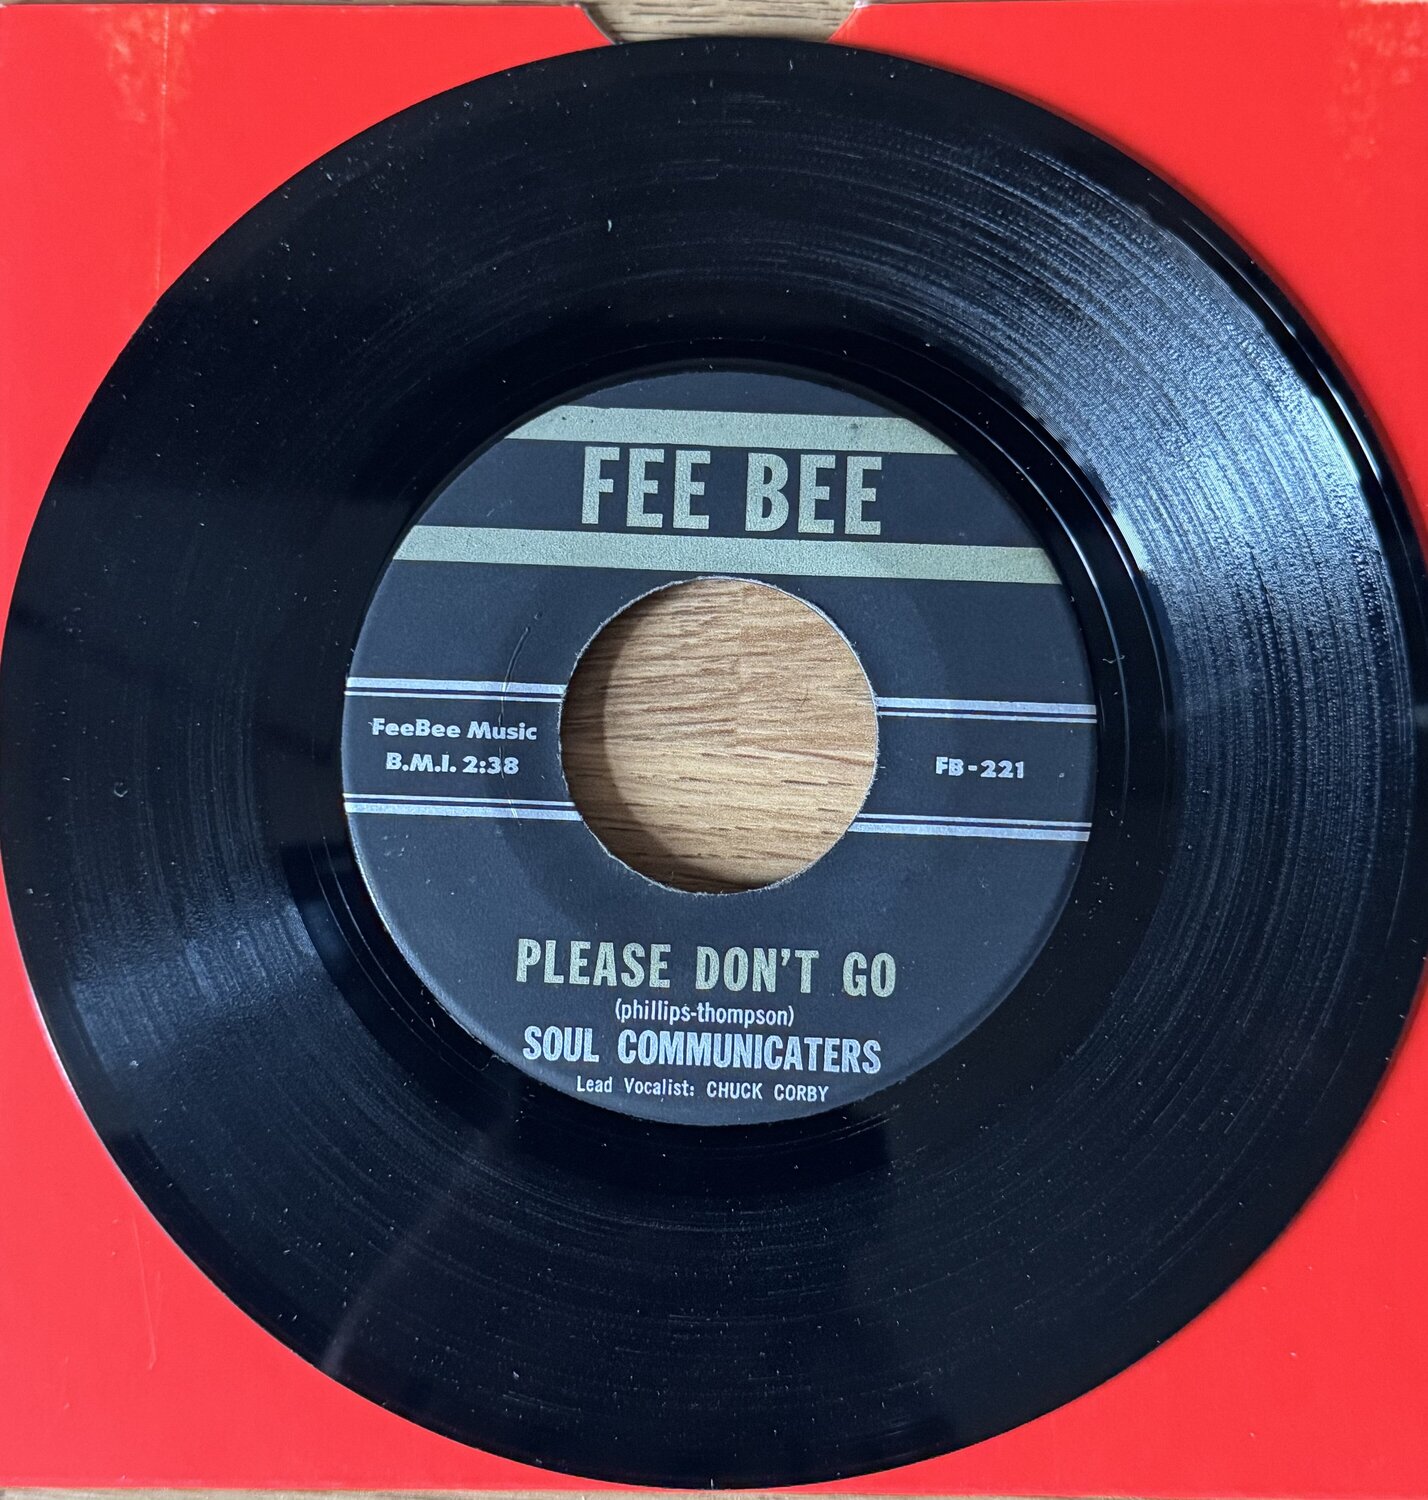 FEE BEE
FeeBee Music
B.M.I. 2:38
FB-221
PLEASE DON'T GO
(phillips-thompson)
SOUL COMMUNICATERS
Lead Vocalist: CHUCK CORBY